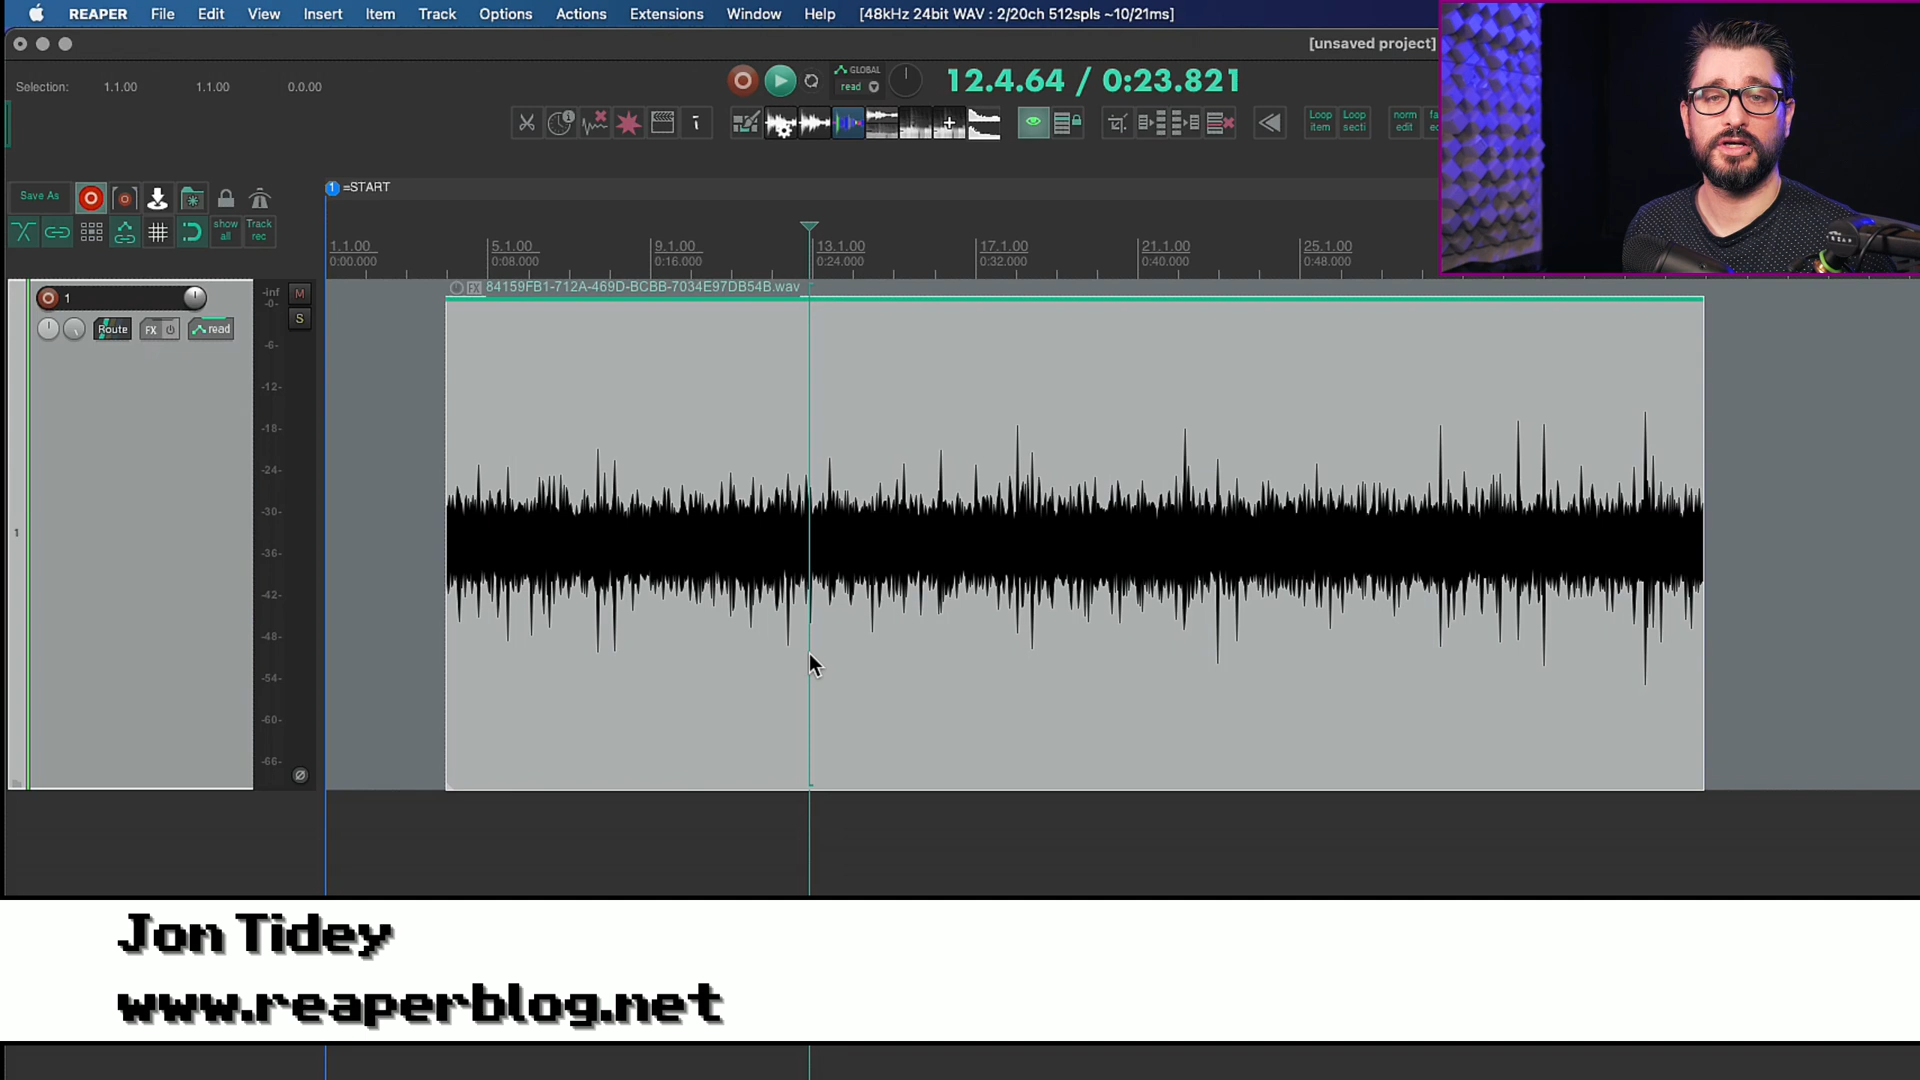 REAPER File Edit View Insert Item Track Options Actions Extensions Window Help [48kHz 24bit WAV : 2/20ch 512spls ~10/21ms]
[unsaved project]
Selection: 1.1.00 1.1.00 0.0.00
GLOBAL
read
12.4.64 / 0:23.821
Loop item
Loop secti
norm edit
Save As
show all
Track rec
1 =START
1.1.00 5.1.00 9.1.00 13.1.00 17.1.00 21.1.00 25.1.00
0:00.000 0:08.000 0:16.000 0:24.000 0:32.000 0:40.000 0:48.000
FX 84159FB1-712A-469D-BCBB-7034E97DB54B.wav
1
-inf
M
-0-
S
Route FX read
-6-
-12-
-18-
-24-
-30-
1
-36-
-42-
-48-
-54-
-60-
-66-
Jon Tidey
www.reaperblog.net